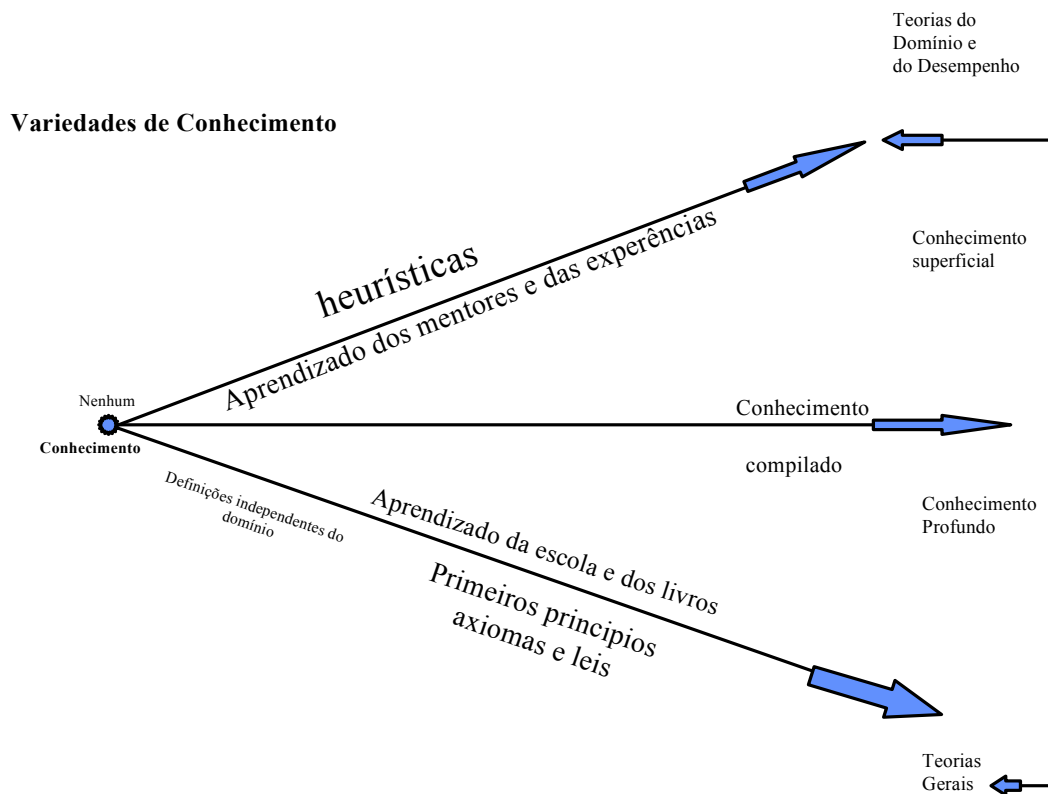 Teorias do
Domínio e
do Desempenho
Variedades de Conhecimento
heurísticas
Aprendizado dos mentores e das experências
Conhecimento
superficial
Nenhum
Conhecimento
Conhecimento
compilado
Definições independentes do
domínio
Aprendizado da escola e dos livros
Primeiros principios
axiomas e leis
Conhecimento
Profundo
Teorias
Gerais